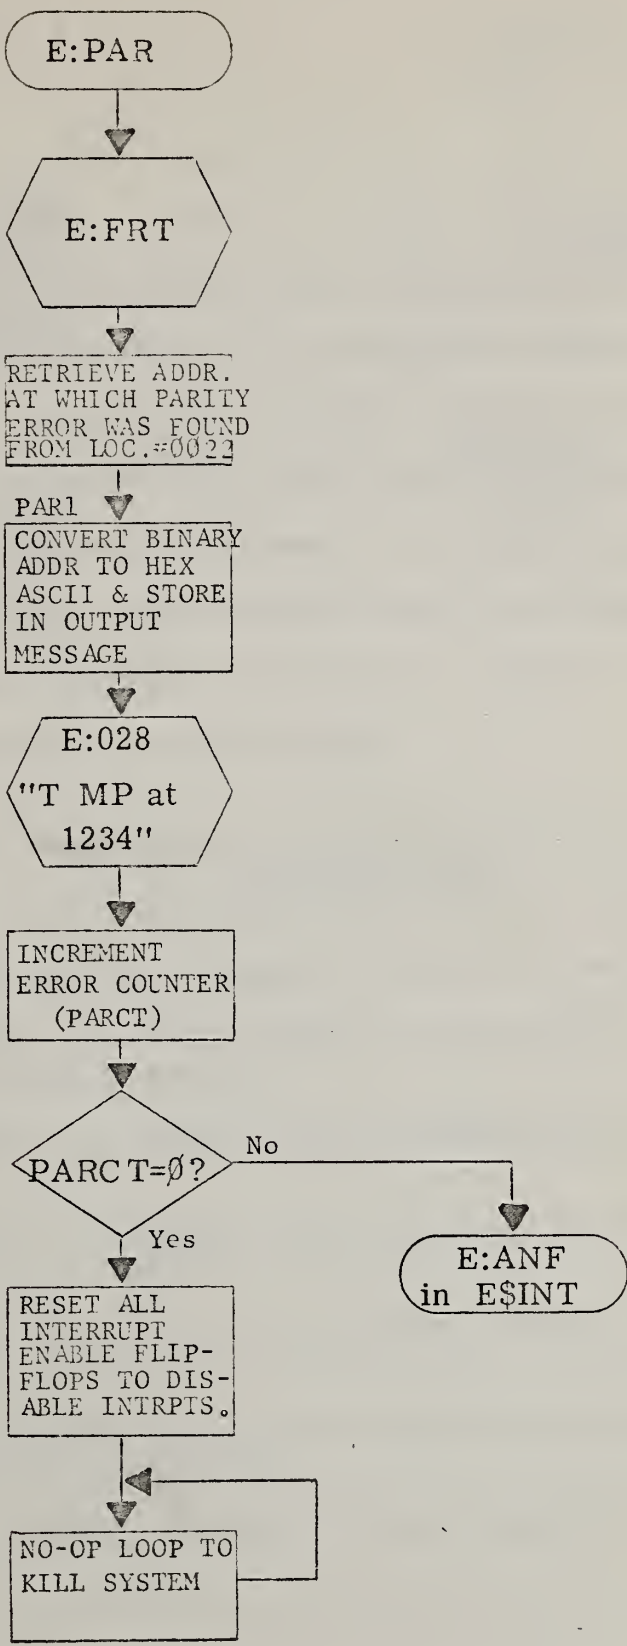 E:PAR
E:FRT
RETRIEVE ADDR.
AT WHICH PARITY
ERROR WAS FOUND
FROM LOC.=0022
PAR1
CONVERT BINARY
ADDR TO HEX
ASCII & STORE
IN OUTPUT
MESSAGE
E:028
"T MP at
1234"
INCREMENT
ERROR COUNTER
(PARCT)
PARCT=Ø?
No
Yes
E:ANF
in E$INT
RESET ALL
INTERRUPT
ENABLE FLIP-
FLOPS TO DIS-
ABLE INTRPTS.
NO-OP LOOP TO
KILL SYSTEM